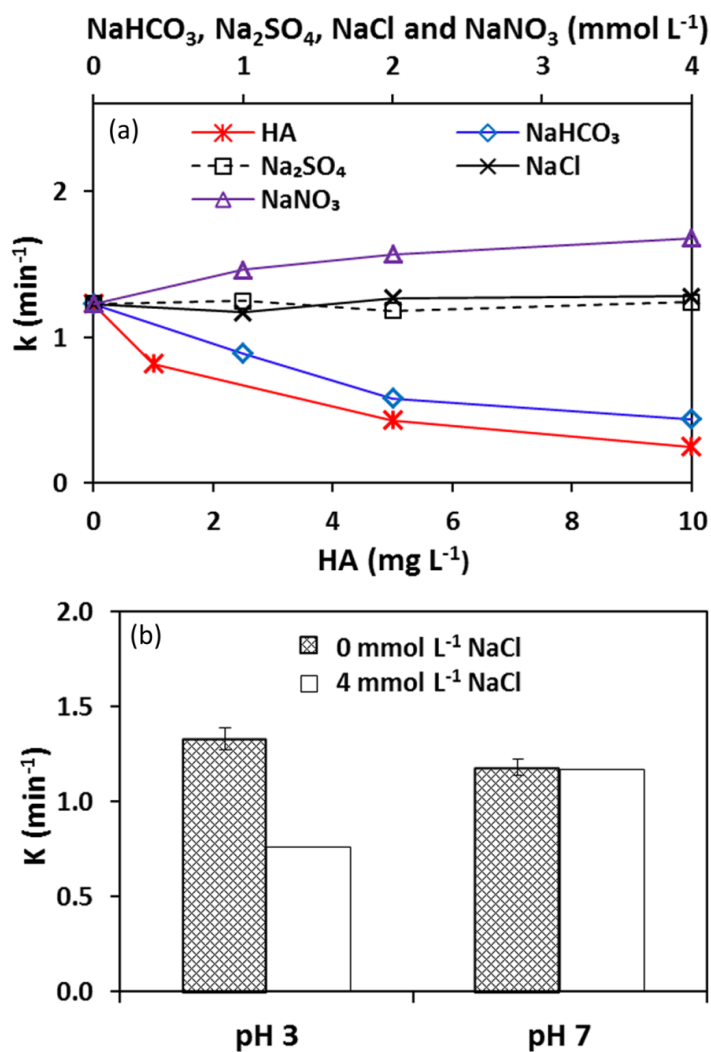 NaHCO₃, Na₂SO₄, NaCl and NaNO₃ (mmol L⁻¹)
0 1 2 3 4
(a)
HA NaHCO₃
Na₂SO₄ NaCl
NaNO₃
2
1
0
k (min⁻¹)
0 2 4 6 8 10
HA (mg L⁻¹)
(b)
2.0
0 mmol L⁻¹ NaCl
4 mmol L⁻¹ NaCl
1.5
1.0
0.5
0.0
K (min⁻¹)
pH 3 pH 7